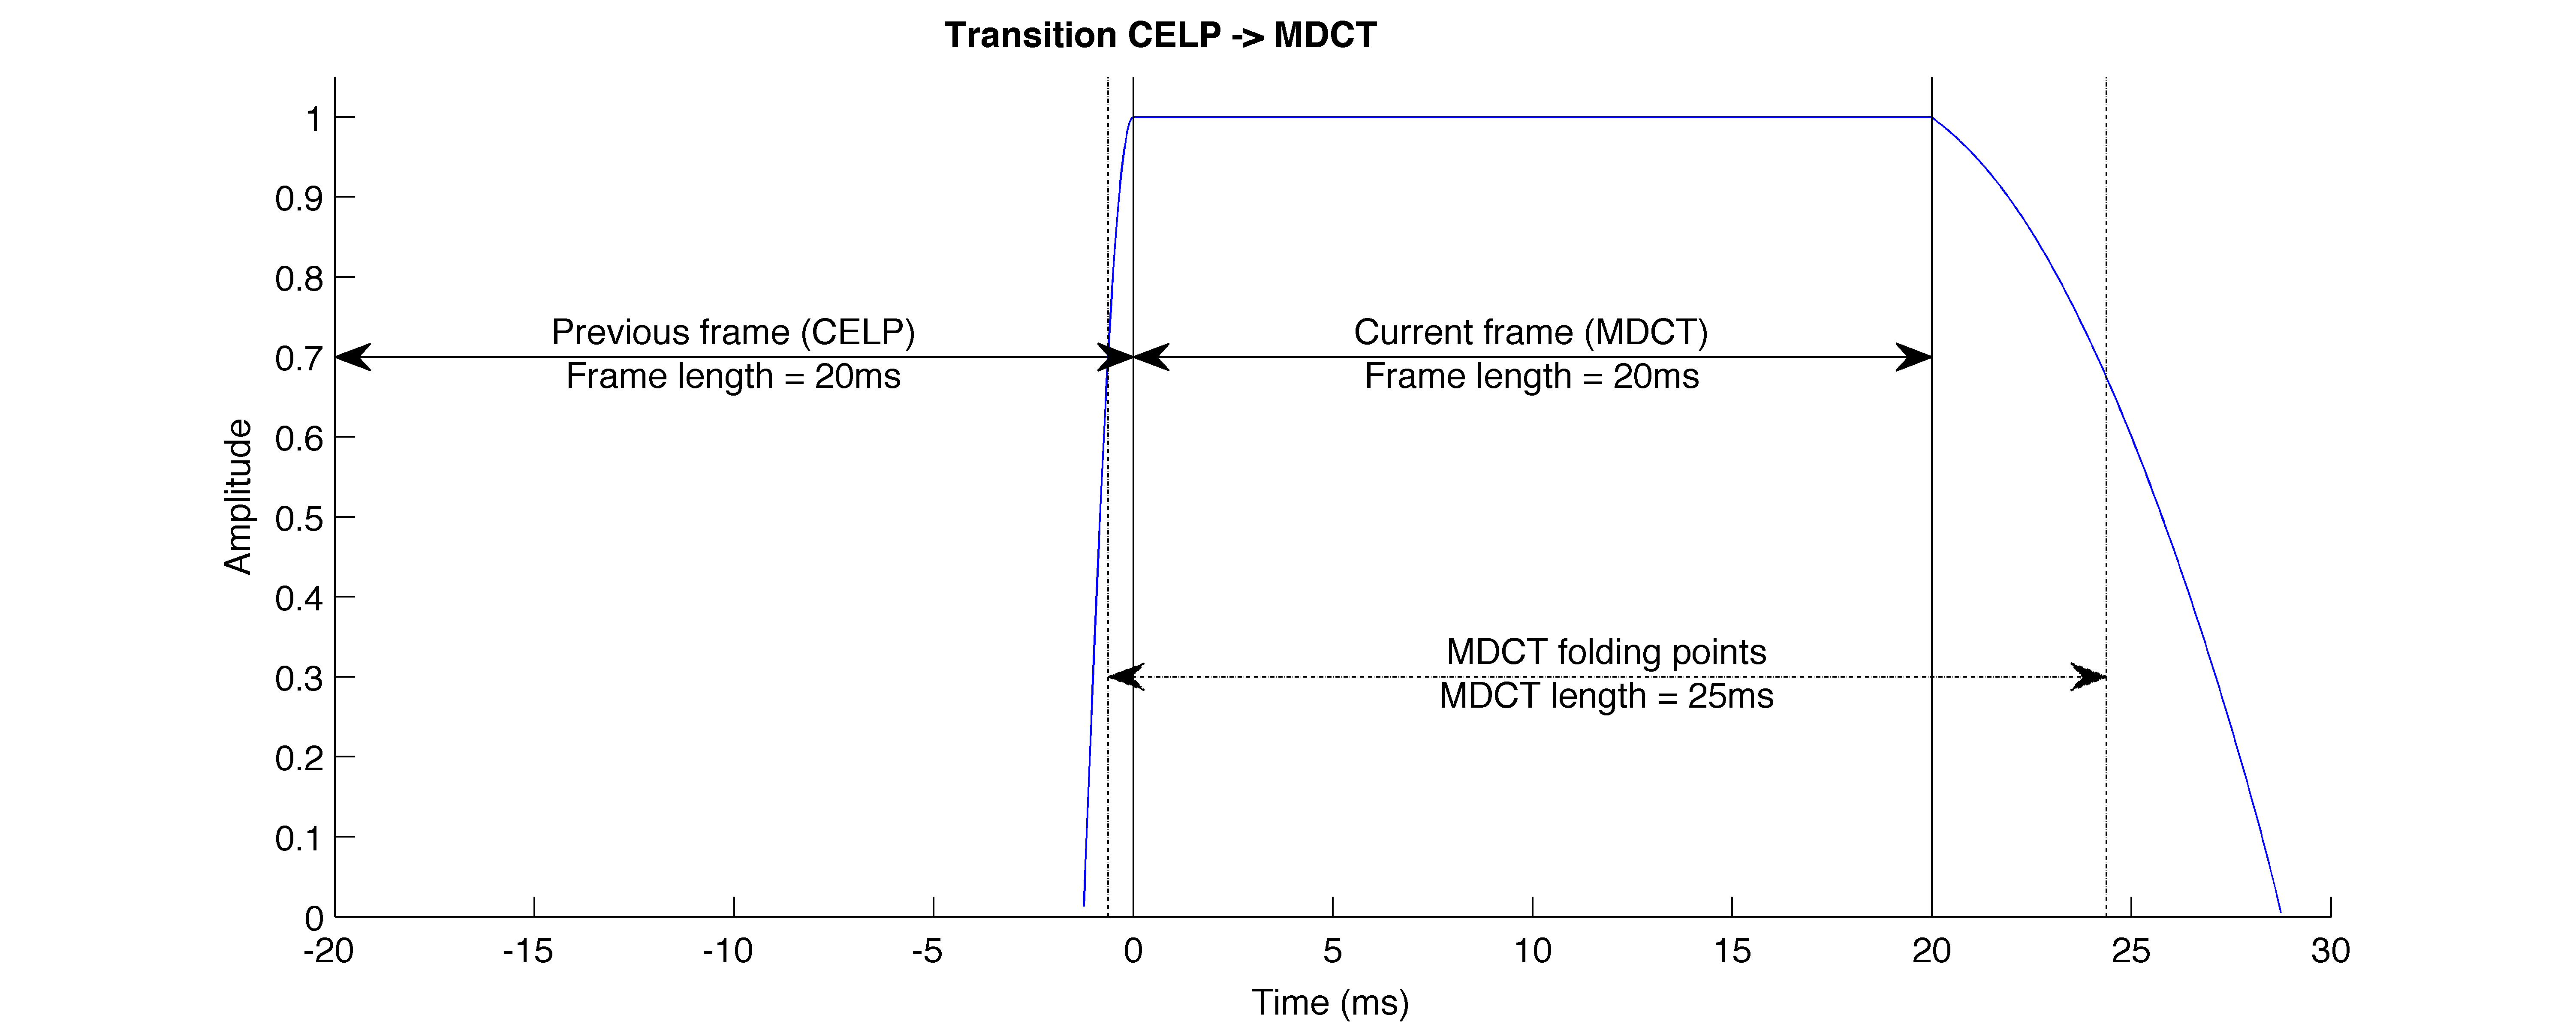 Transition CELP -> MDCT
1
0.9
0.8
0.7
0.6
0.5
0.4
0.3
0.2
0.1
0
Amplitude
Previous frame (CELP)
Frame length = 20ms
Current frame (MDCT)
Frame length = 20ms
MDCT folding points
MDCT length = 25ms
-20 -15 -10 -5 0 5 10 15 20 25 30
Time (ms)